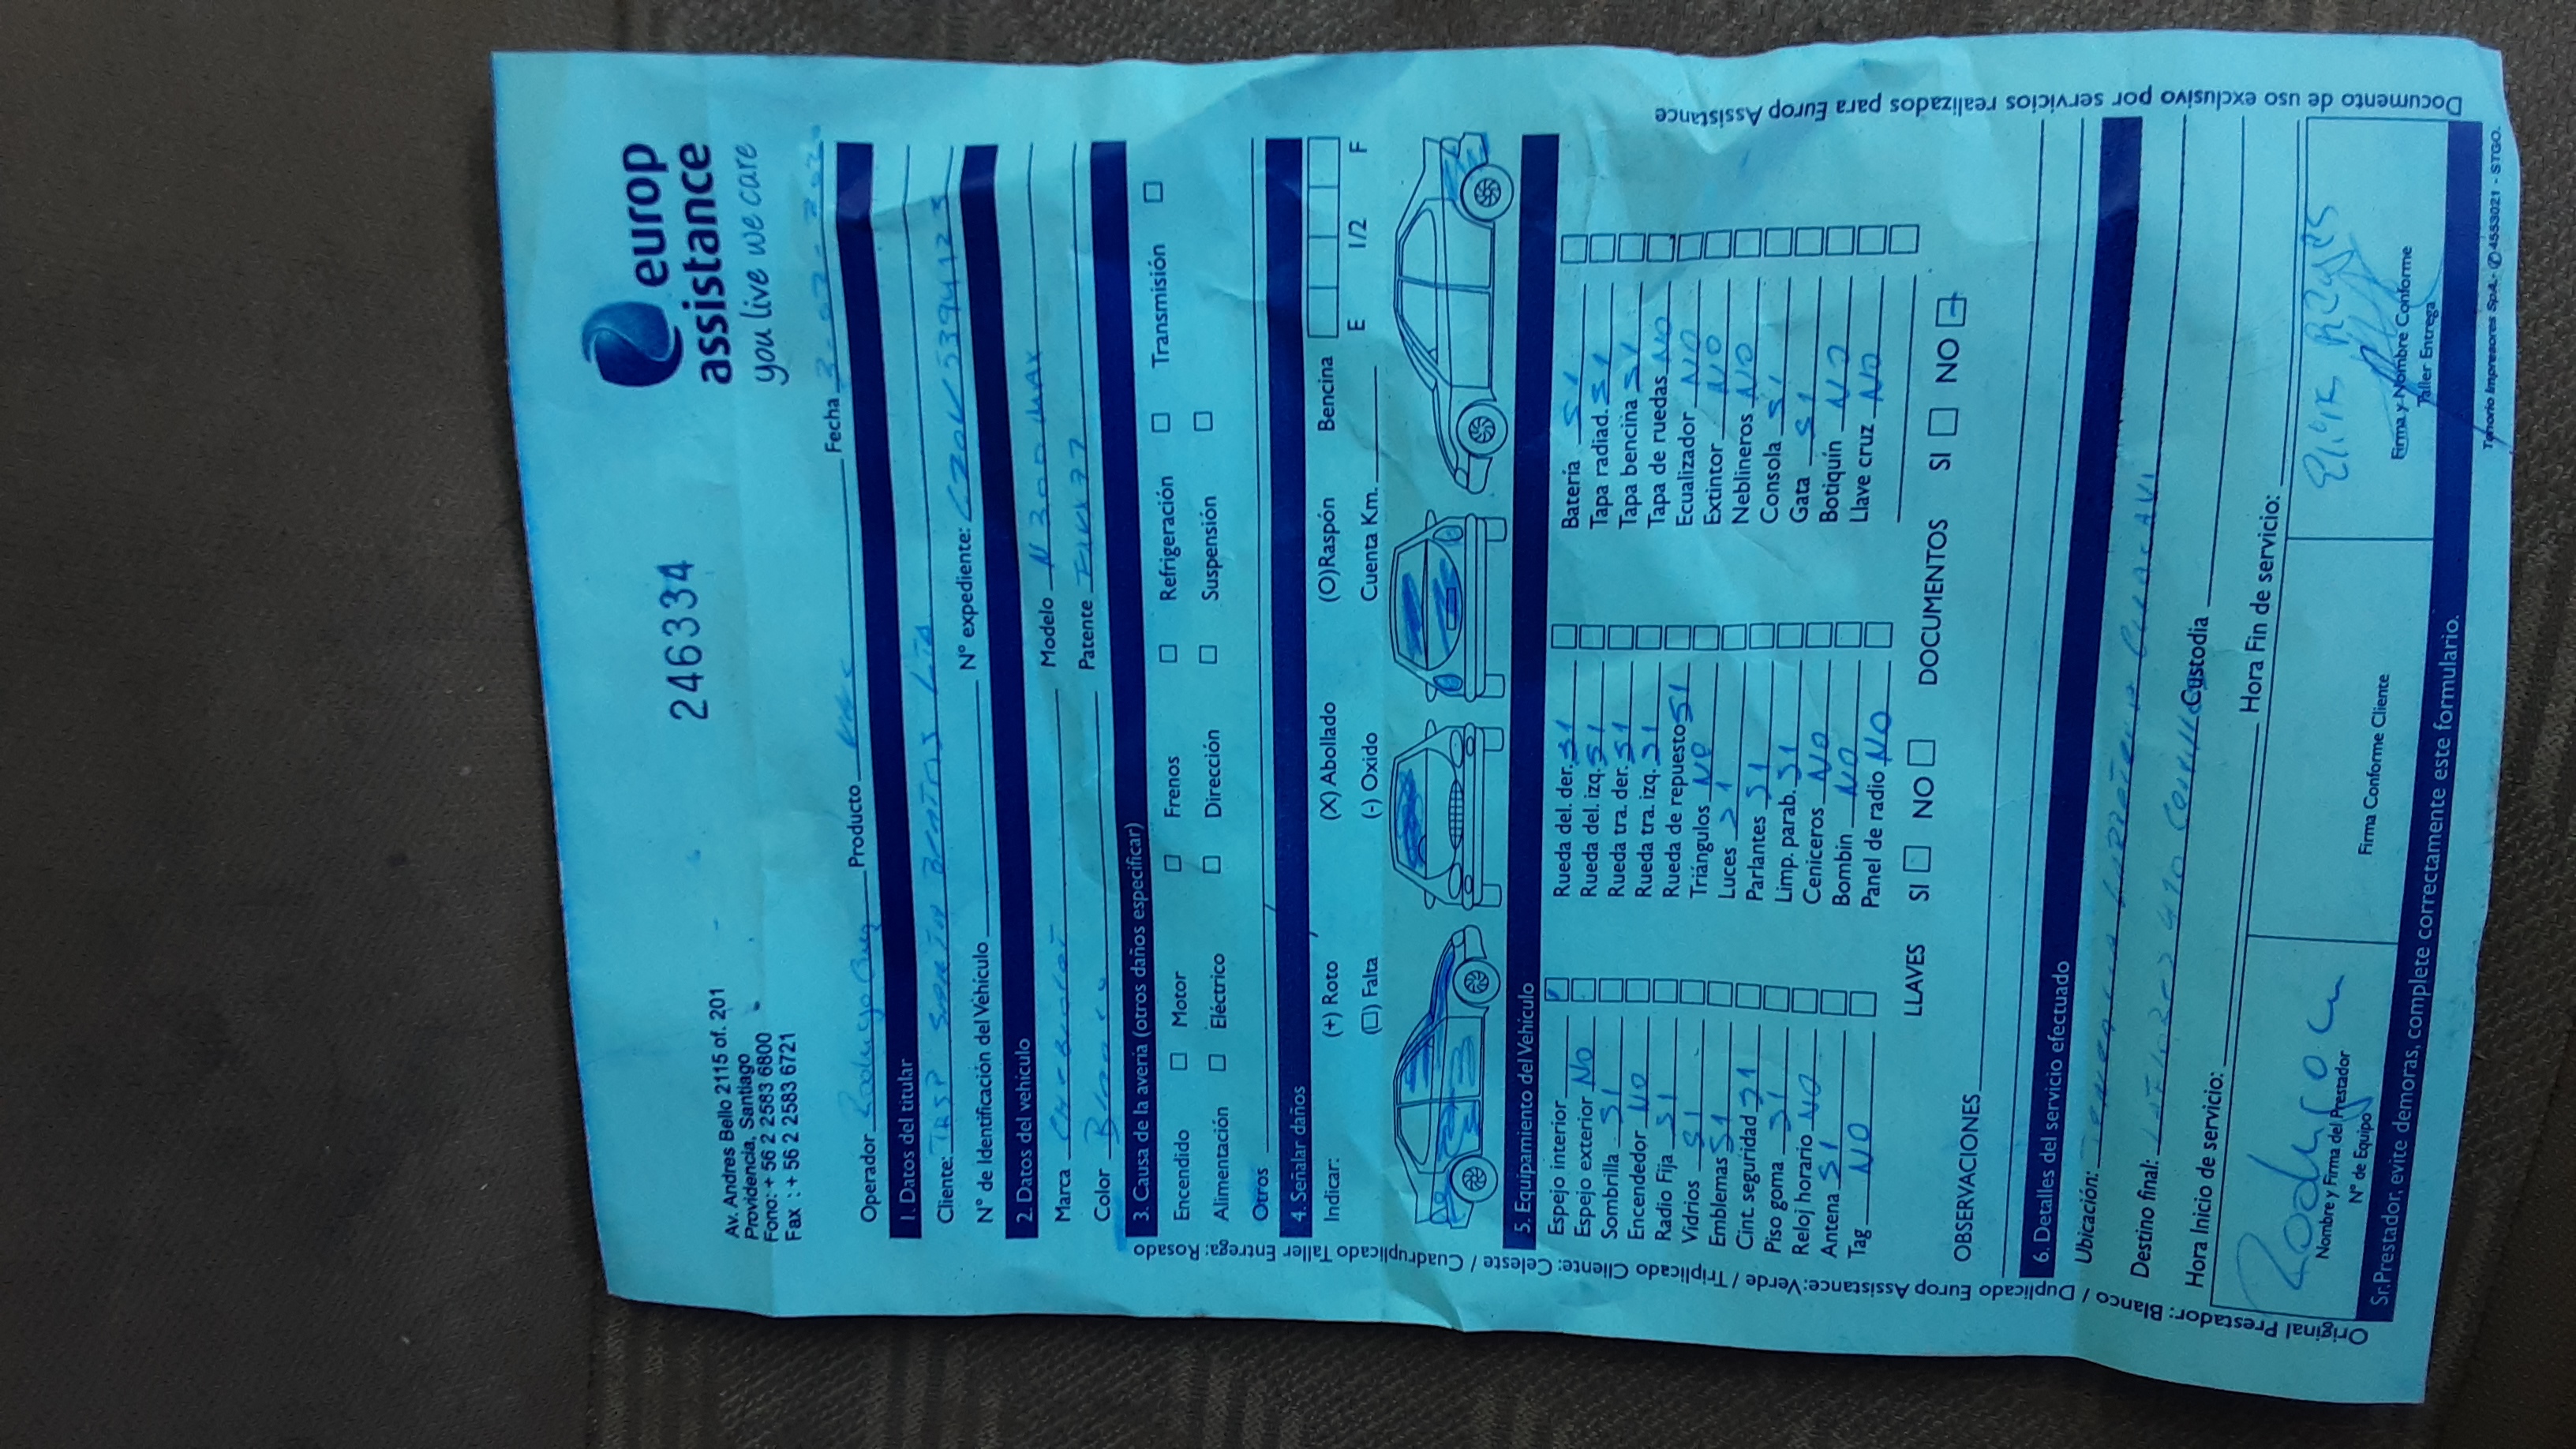 europ
assistance
you live we care
246334
Av. Andres Bello 2115 of. 201
Providencia, Santiago
Fono: + 56 2 2583 6800
Fax : + 56 2 2583 6721
Operador Producto Fecha
1. Datos del titular
Cliente:
N° de Identificación del Vehículo N° expediente:
2. Datos del vehículo
Marca Modelo N300 MAX
Color Blanco Patente
3. Causa de la avería (otros daños especificar)
Encendido Motor Frenos Refrigeración Transmisión
Alimentación Eléctrico Dirección Suspensión
Otros
4. Señalar daños
Indicar: (+) Roto (X) Abollado (O) Raspón Bencina
(□) Falta (-) Oxido Cuenta Km. E 1/2 F
5. Equipamiento del Vehículo
Espejo interior Rueda del. der. SI Batería SI
Espejo exterior NO Rueda del. izq. SI Tapa radiad. SI
Sombrilla SI Rueda tra. der. SI Tapa bencina SI
Encendedor NO Rueda tra. izq. SI Tapa de ruedas NO
Radio Fija SI Rueda de repuesto SI Ecualizador NO
Vidrios SI Triángulos NO Extintor NO
Emblemas SI Luces SI Neblineros NO
Cint. seguridad SI Parlantes SI Consola SI
Piso goma SI Limp. parab. SI Gata SI
Reloj horario NO Ceniceros NO Botiquín NO
Antena SI Bombin NO Llave cruz NO
Tag NO Panel de radio NO
LLAVES SI NO DOCUMENTOS SI NO
OBSERVACIONES
6. Detalles del servicio efectuado
Ubicación:
Destino final:
Custodia
Hora Inicio de servicio: Hora Fin de servicio:
Rodrigo
Nombre y Firma del Prestador
N° de Equipo
Firma Conforme Cliente
Firma y Nombre Conforme
Taller Entrega
Sr. Prestador, evite demoras, complete correctamente este formulario.
Tenorio Impresores SpA.- 4553021 - STGO.
Original Prestador: Blanco / Duplicado Europ Assistance: Verde / Triplicado Cliente: Celeste / Cuadruplicado Taller Entrega: Rosado
Documento de uso exclusivo por servicios realizados para Europ Assistance